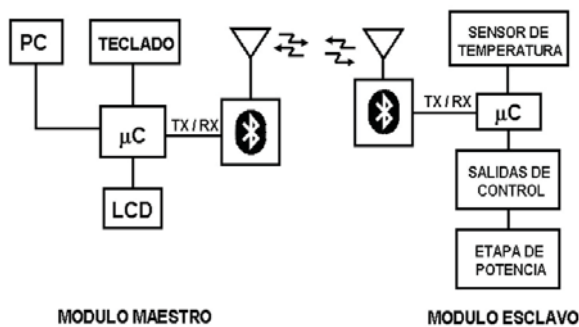 PC
TECLADO
μC
TX / RX
LCD
MODULO MAESTRO
SENSOR DE
TEMPERATURA
TX / RX
μC
SALIDAS DE
CONTROL
ETAPA DE
POTENCIA
MODULO ESCLAVO